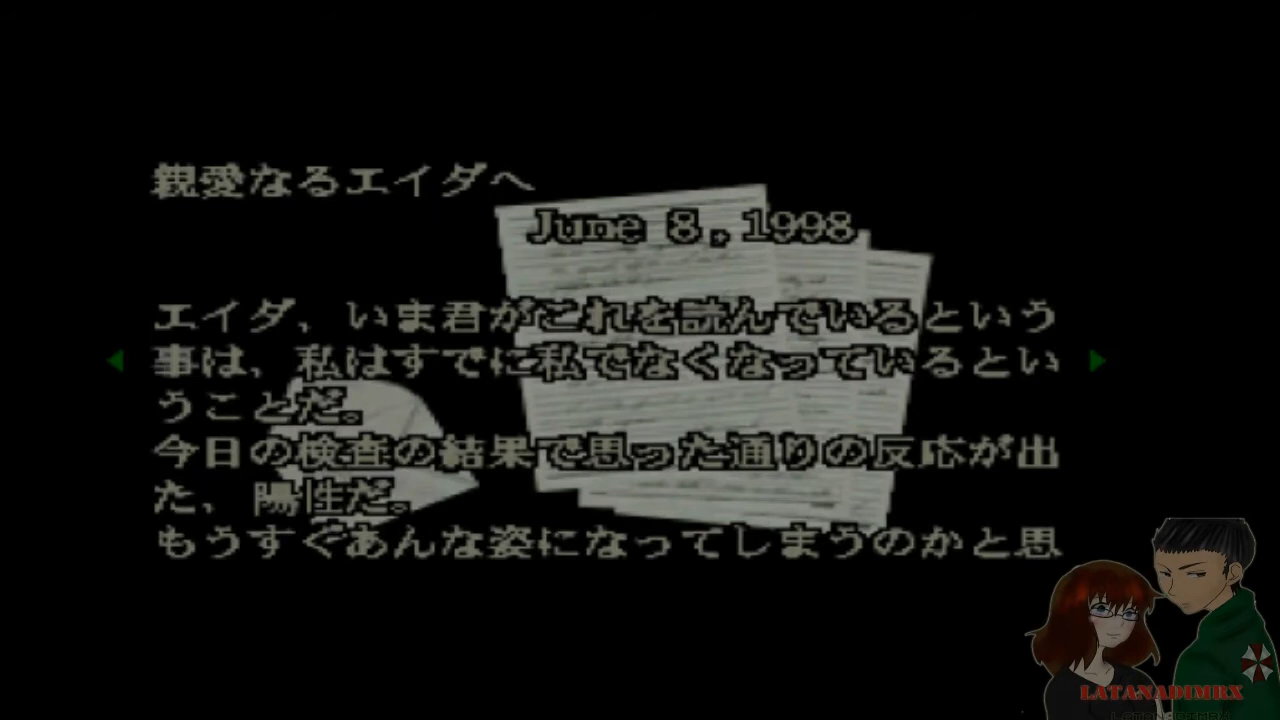 親愛なるエイダへ
June 8,1998
エイダ、いま君がこれを読んでいるという
事は、私はすでに私でなくなっているとい
うことだ。
今日の検査の結果で思った通りの反応が出
た、陽性だ。
もうすぐあんな姿になってしまうのかと思
LATANADIMRX